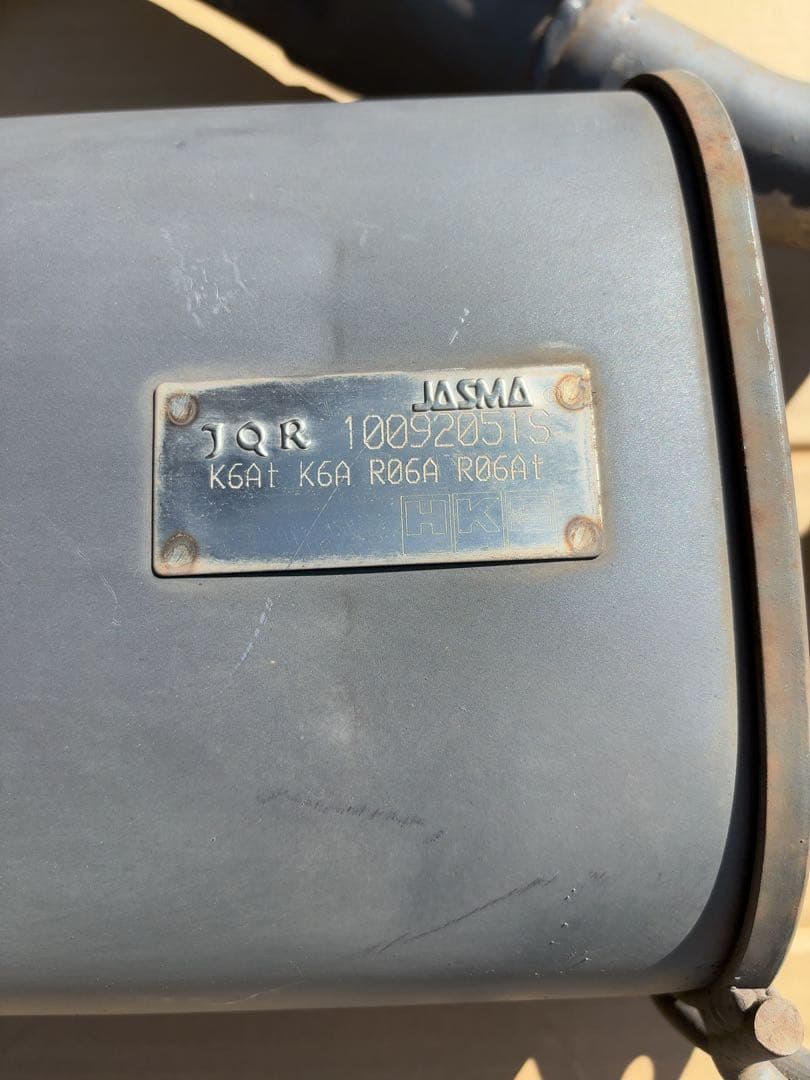 JASMA
JQR 10092051S
K6At K6A R06A R06At
HKS